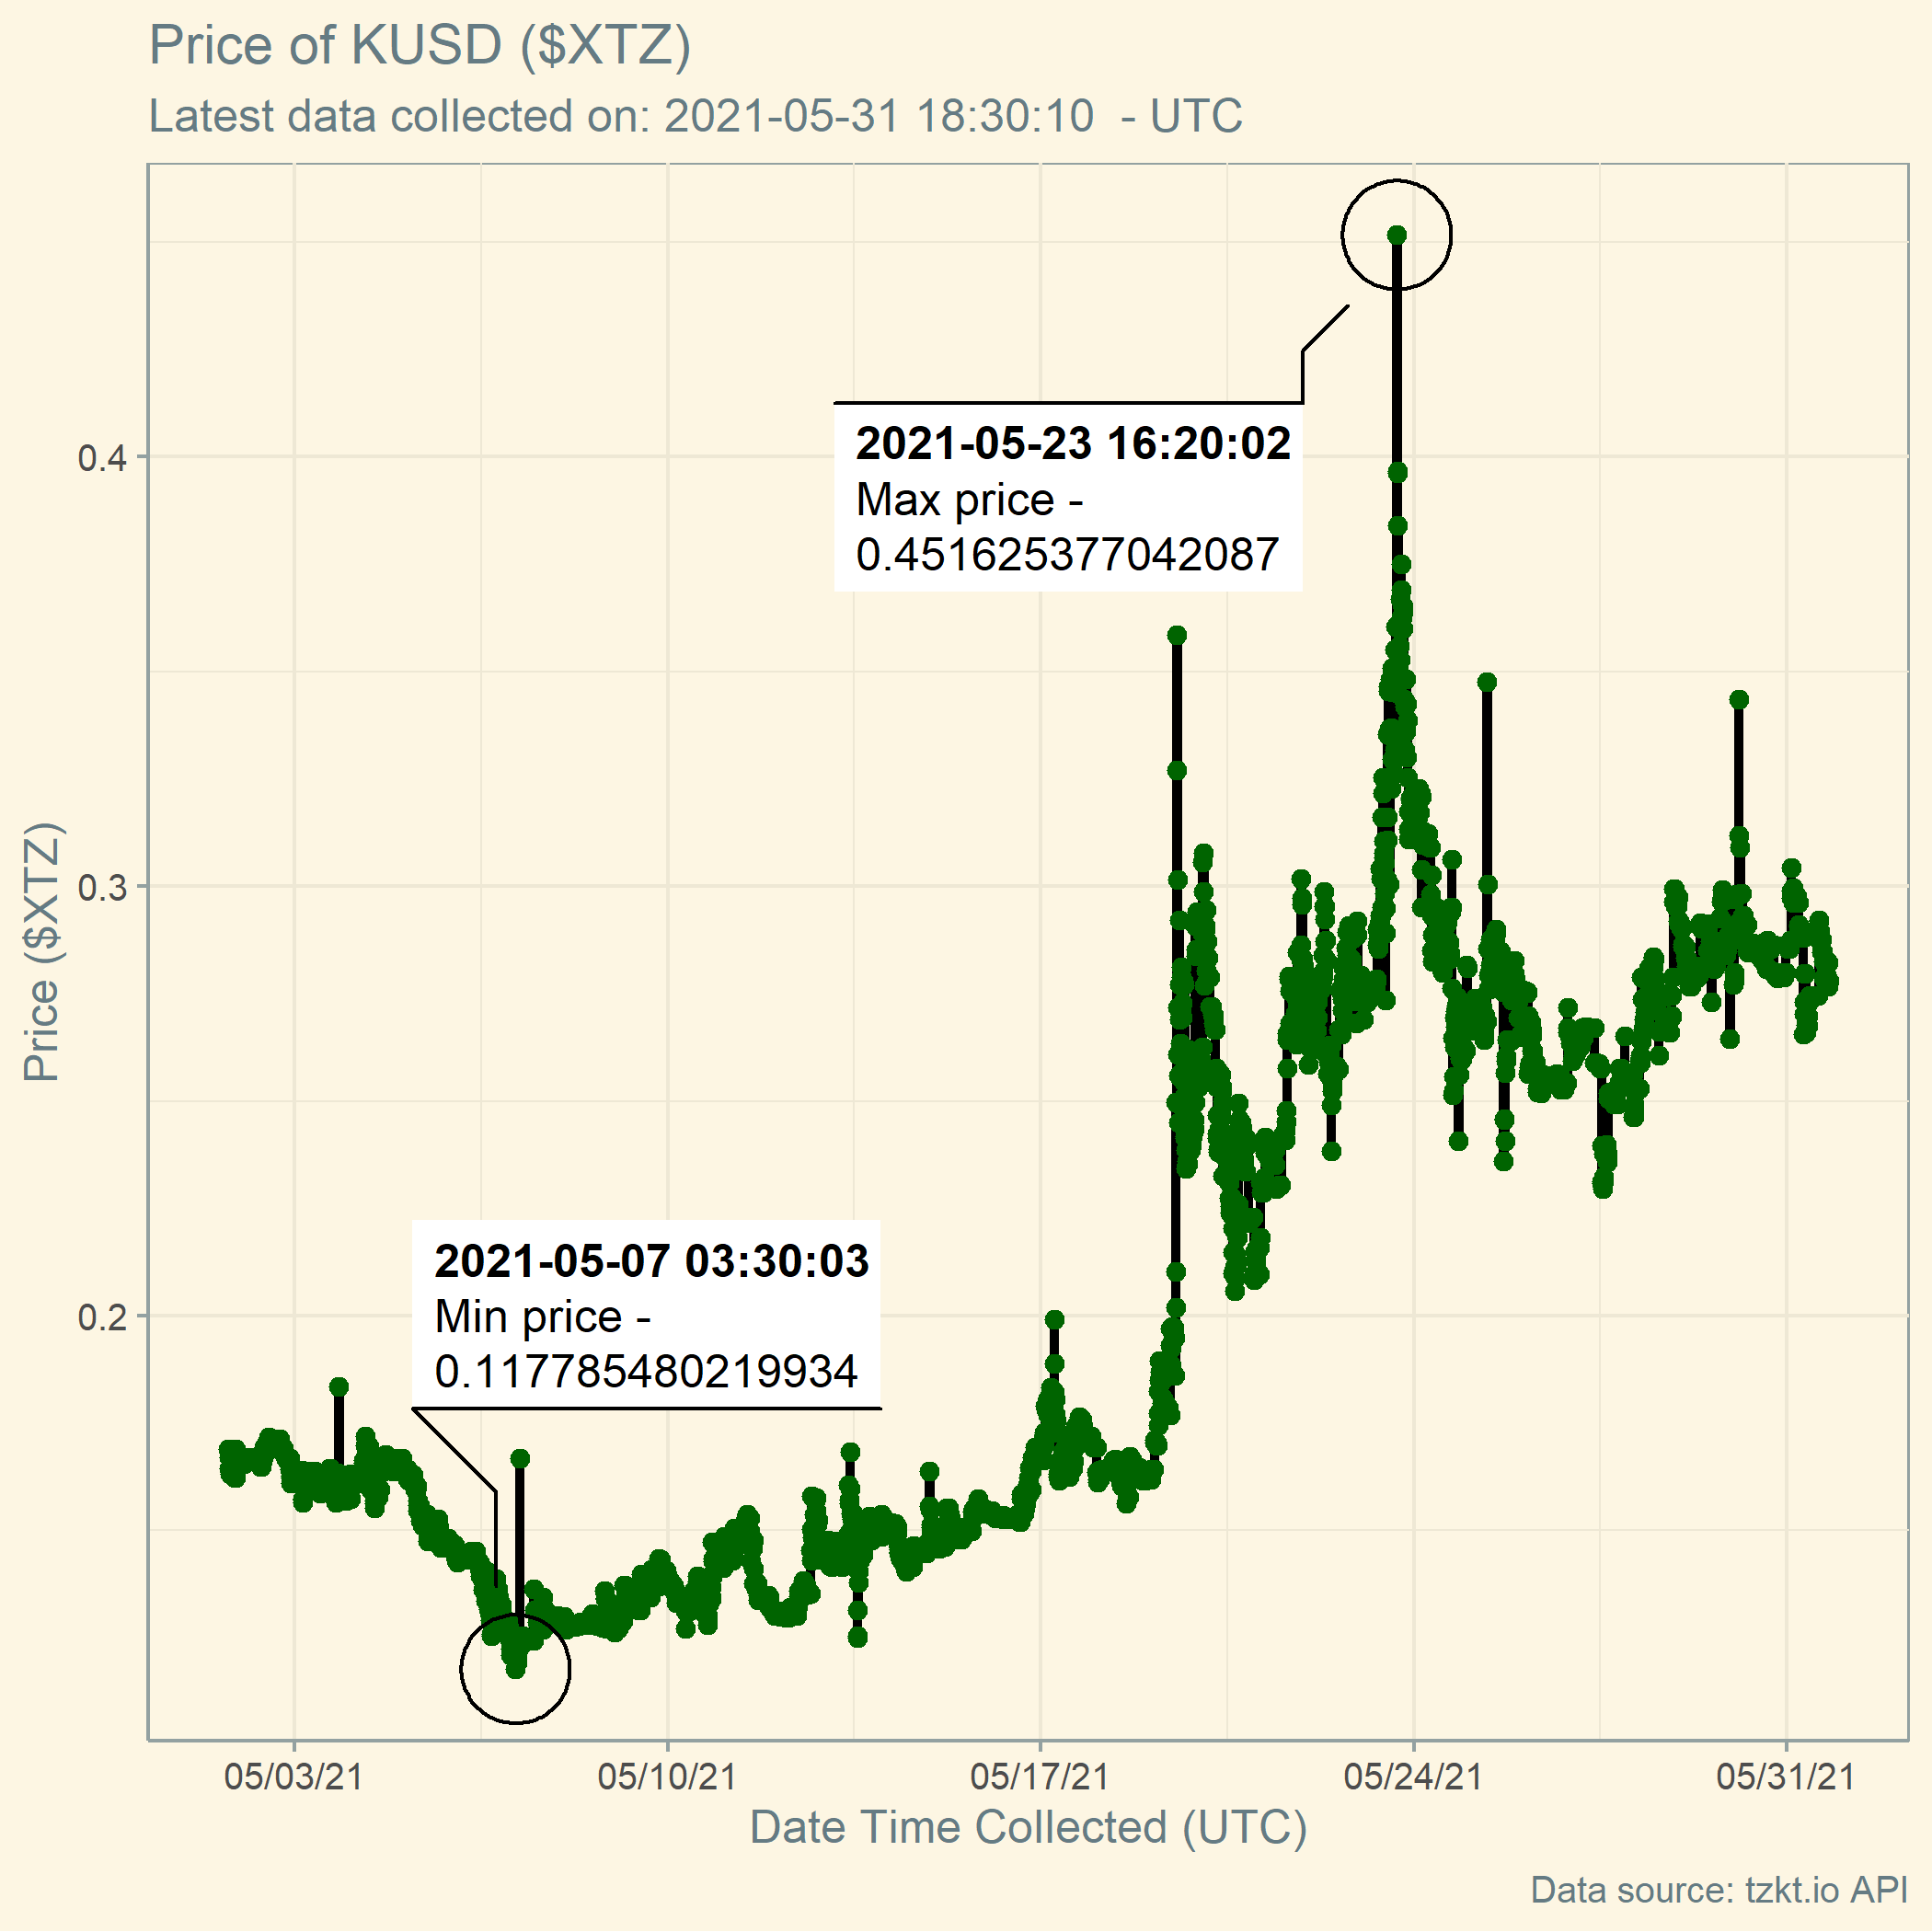 Price of KUSD ($XTZ)
Latest data collected on: 2021-05-31 18:30:10  - UTC
2021-05-23 16:20:02
Max price -
0.451625377042087
2021-05-07 03:30:03
Min price -
0.117785480219934
Price ($XTZ)
0.4
0.3
0.2
05/03/21
05/10/21
05/17/21
05/24/21
05/31/21
Date Time Collected (UTC)
Data source: tzkt.io API